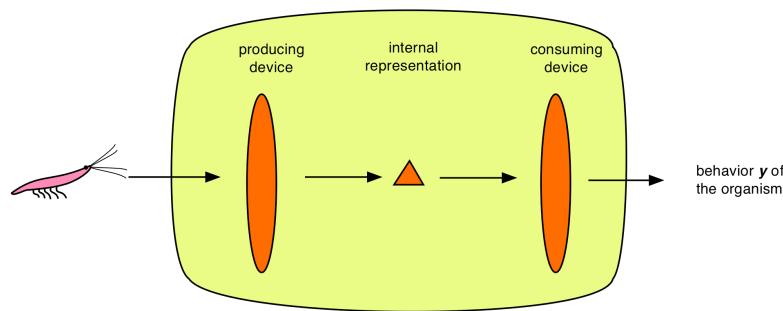 producing
device
internal
representation
consuming
device
behavior y of
the organism